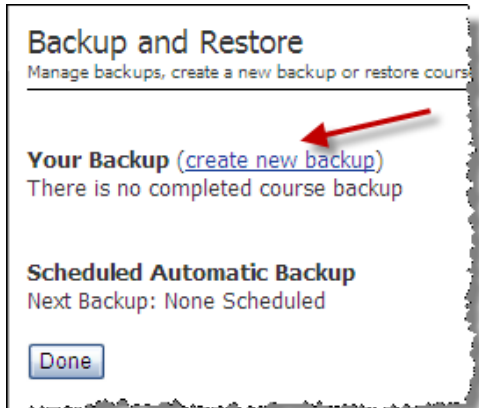 Backup and Restore
Manage backups, create a new backup or restore cours
Your Backup (create new backup)
There is no completed course backup
Scheduled Automatic Backup
Next Backup: None Scheduled
Done